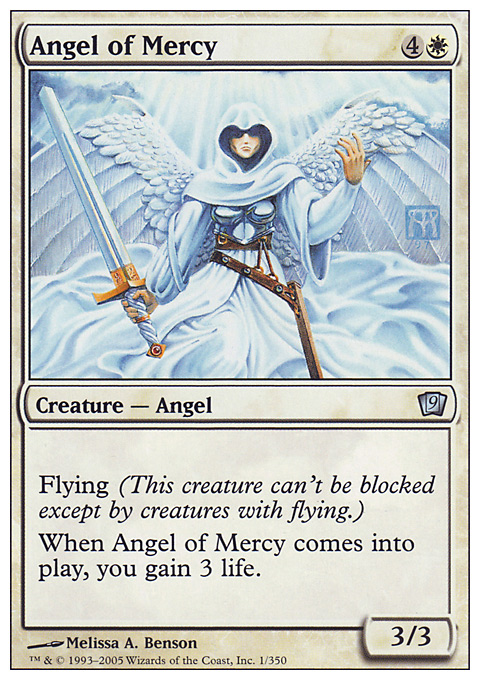 Angel of Mercy 4
Creature — Angel 9
Flying (This creature can't be blocked
except by creatures with flying.)
When Angel of Mercy comes into
play, you gain 3 life.
Melissa A. Benson
3/3
™ & © 1993–2005 Wizards of the Coast, Inc. 1/350